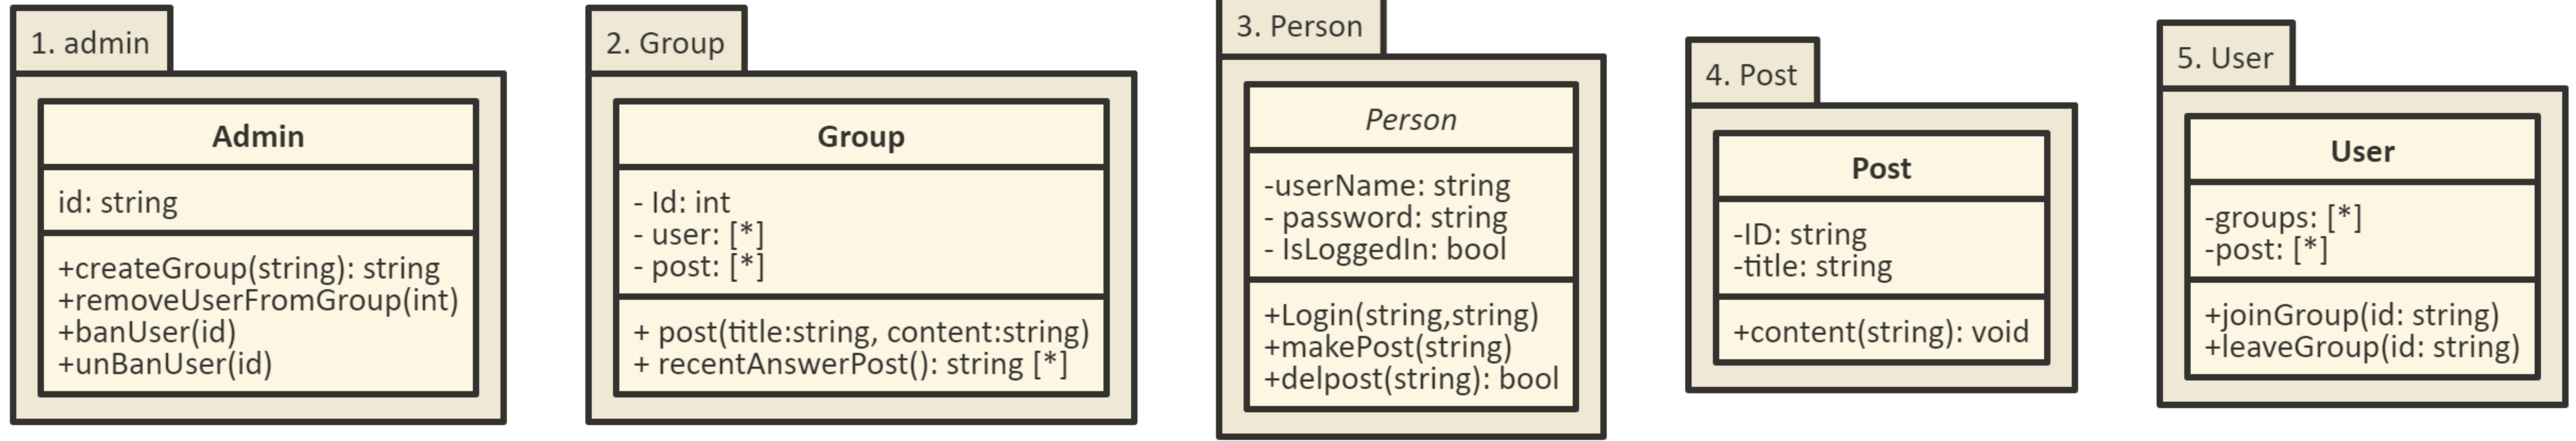 1. admin
Admin
id: string
+createGroup(string): string
+removeUserFromGroup(int)
+banUser(id)
+unBanUser(id)
2. Group
Group
- Id: int
- user: [*]
- post: [*]
+ post(title:string, content:string)
+ recentAnswerPost(): string [*]
3. Person
Person
-userName: string
- password: string
- IsLoggedIn: bool
+Login(string,string)
+makePost(string)
+delpost(string): bool
4. Post
Post
-ID: string
-title: string
+content(string): void
5. User
User
-groups: [*]
-post: [*]
+joinGroup(id: string)
+leaveGroup(id: string)